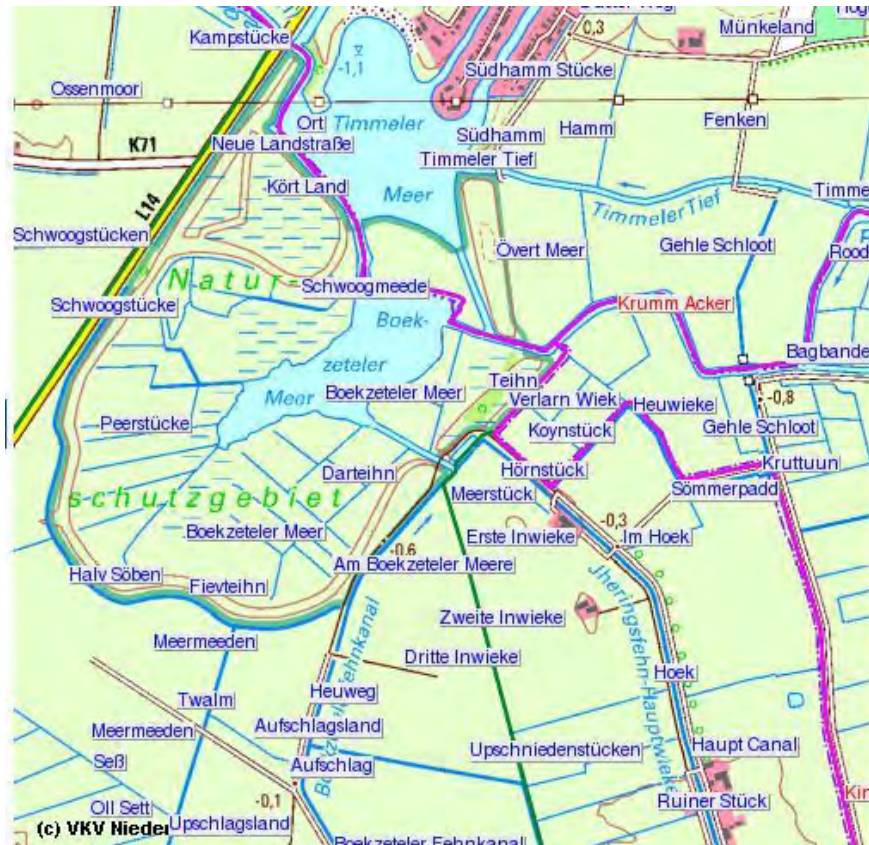 Münkeland
0,3
Kampstücke
-1,1
Südhamm Stücke
Ossenmoor
Fenken
Ort
Timmeler
Hamm
Südhamm
K71
Neue Landstraße
Timmeler Tief
Meer
Kört Land
L14
Timmeler Tief
Timme
Schwoogstücken
Övert Meer
Gehle Schloot
Rood
Natur-
Schwoogmeede
Schwoogstücke
Krumm Acker
Boek-
zeteler
Meer
Bagbande
Teihn
Boekzeteler Meer
Verlarn Wiek
Heuwieke
-0,8
Peerstücke
Koynstück
Gehle Schloot
Darteihn
Hörnstück
Kruttuun
schutzgebiet
Meerstück
Sömmerpadd
Boekzeteler Meer
Erste Inwieke
-0,3
Im Hoek
-0,6
Am Boekzeteler Meere
Halv Söben
Fievteihn
Jheringsfehn-Hauptwieke
Zweite Inwieke
Meermeeden
Dritte Inwieke
Hoek
Heuweg
Twalm
Meermeeden
Aufschlagsland
Upschniedenstücken
Haupt Canal
Seß
Aufschlag
-0,1
Ruiner Stück
Oll Sett
Upschlagsland
(c) VKV Nieder
Boekzeteler Fehnkanal